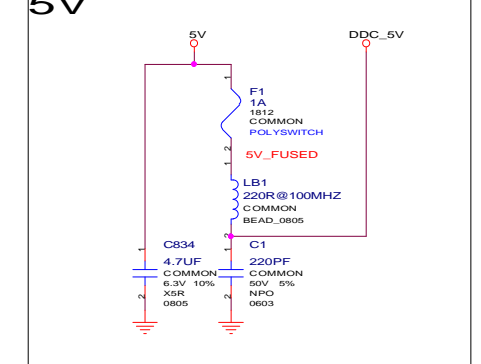 5V
5V
DDC_5V
1
F1
1A
1812
COMMON
POLYSWITCH
2
5V_FUSED
1
LB1
220R@100MHZ
COMMON
BEAD_0805
2
1
C834
4.7UF
COMMON
6.3V 10%
X5R
0805
2
1
C1
220PF
COMMON
50V 5%
NPO
0603
2